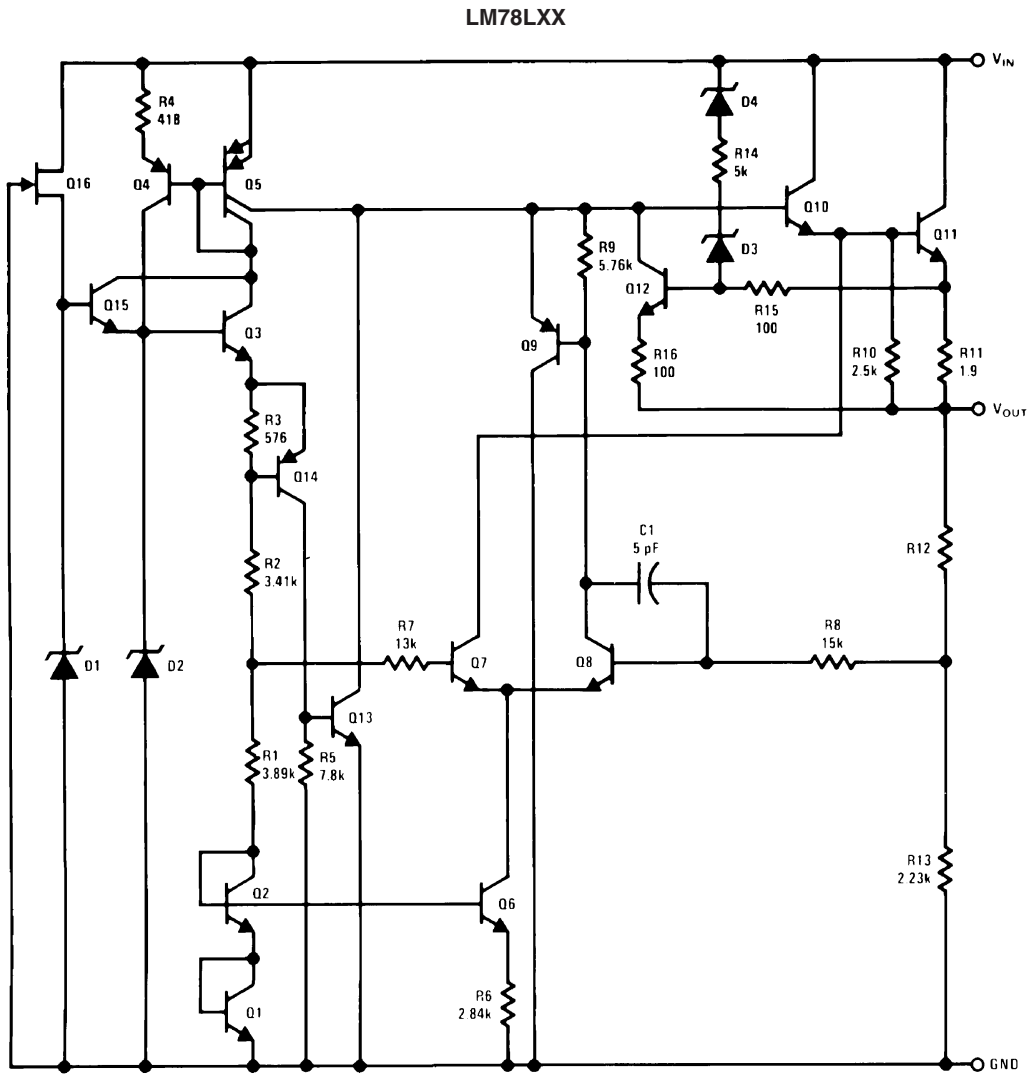 LM78LXX
VIN
R4
418
D4
R14
5k
Q16
Q4
Q5
Q10
Q11
R9
5.76k
D3
Q15
Q12
R15
100
Q3
Q9
R16
100
R10
2.5k
R11
1.9
VOUT
R3
576
Q14
C1
5 pF
R12
R2
3.41k
R7
13k
R8
15k
D1
D2
Q7
Q8
Q13
R1
3.89k
R5
7.8k
R13
2.23k
Q2
Q6
Q1
R6
2.84k
GND